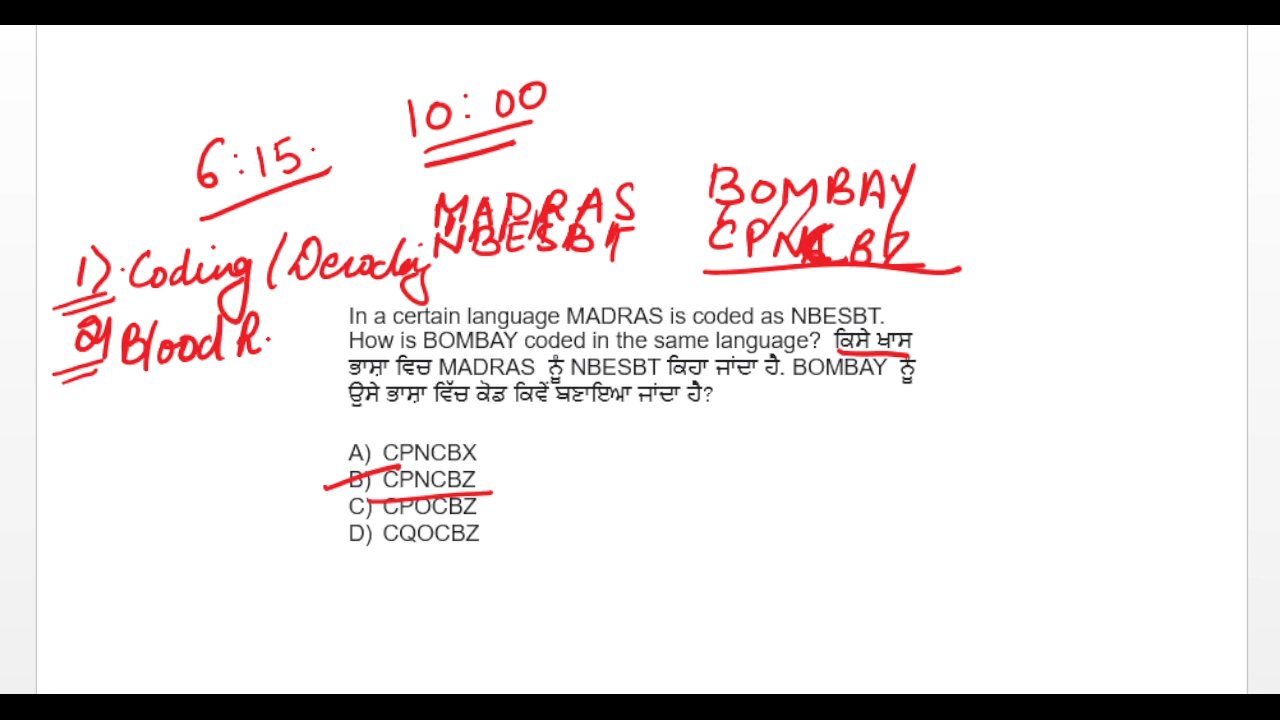 6:15.
10:00
MADRAS
NBESBT
BOMBAY
CPNCBZ
1) Coding / Decoding
2) Blood R.
In a certain language MADRAS is coded as NBESBT.
How is BOMBAY coded in the same language? ਕਿਸੇ ਖਾਸ
ਭਾਸ਼ਾ ਵਿਚ MADRAS ਨੂੰ NBESBT ਕਿਹਾ ਜਾਂਦਾ ਹੈ. BOMBAY ਨੂੰ
ਉਸੇ ਭਾਸ਼ਾ ਵਿੱਚ ਕੋਡ ਕਿਵੇਂ ਬਣਾਇਆ ਜਾਂਦਾ ਹੈ?
A) CPNCBX
B) CPNCBZ
C) CPOCBZ
D) CQOCBZ